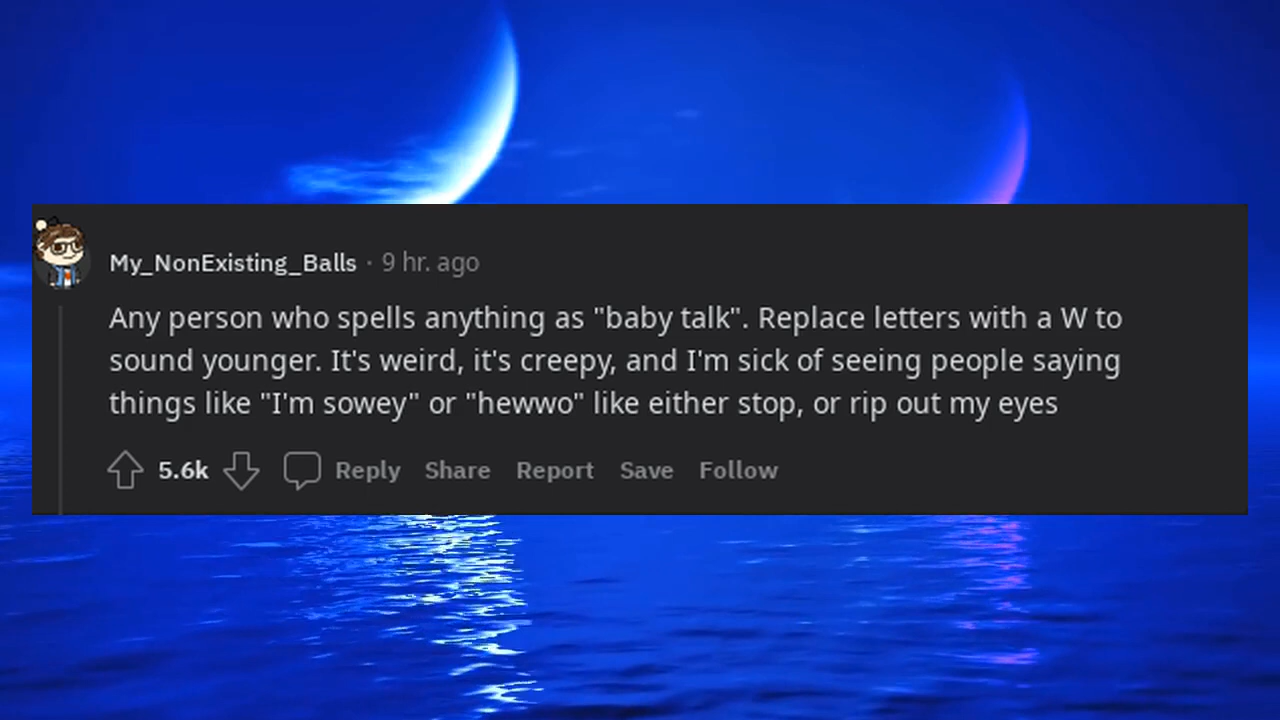 My_NonExisting_Balls · 9 hr. ago
Any person who spells anything as "baby talk". Replace letters with a W to
sound younger. It's weird, it's creepy, and I'm sick of seeing people saying
things like "I'm sowey" or "hewwo" like either stop, or rip out my eyes
5.6k Reply Share Report Save Follow